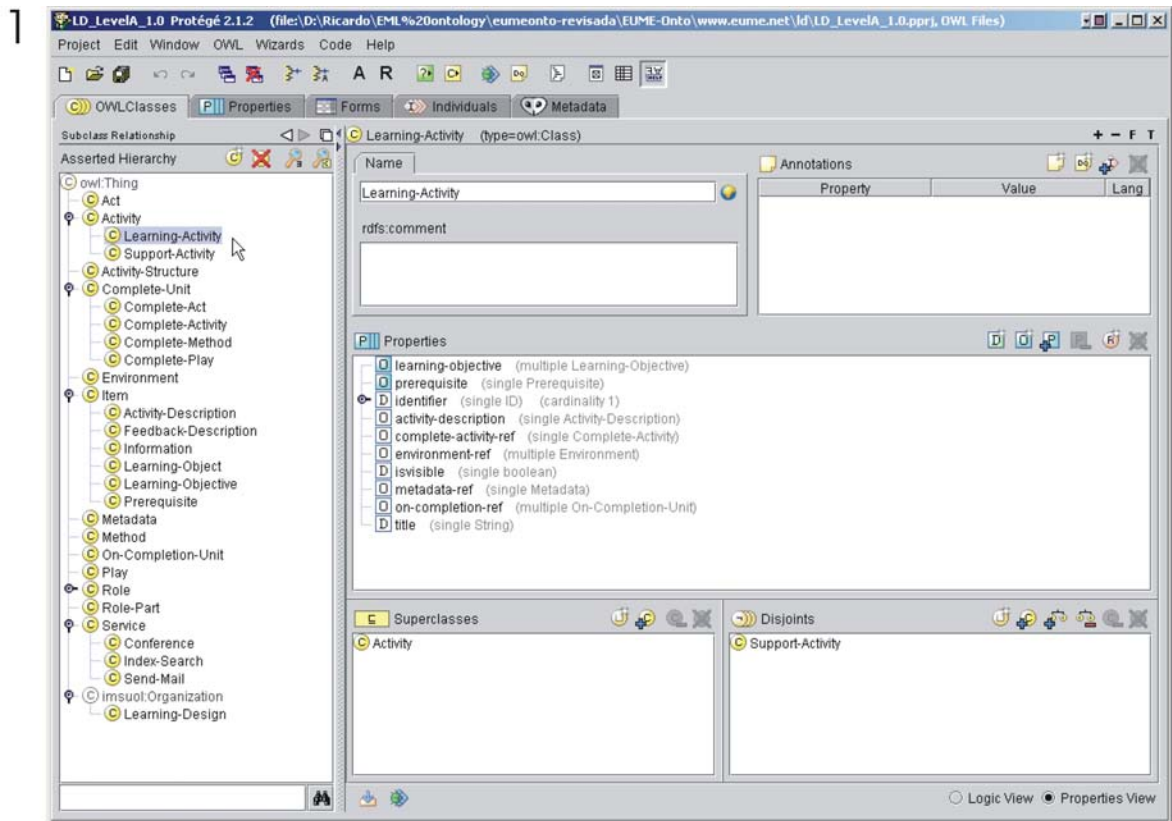 1
LD_LevelA_1.0 Protégé 2.1.2 (file:\D:\Ricardo\EML%20ontology\eumeonto-revisada\EUME-Onto\www.eume.net\ld\LD_LevelA_1.0.pprj, OWL Files)
Project Edit Window OWL Wizards Code Help
A R
OWLClasses Properties Forms Individuals Metadata
Subclass Relationship
Asserted Hierarchy
owl:Thing
Act
Activity
Learning-Activity
Support-Activity
Activity-Structure
Complete-Unit
Complete-Act
Complete-Activity
Complete-Method
Complete-Play
Environment
Item
Activity-Description
Feedback-Description
Information
Learning-Object
Learning-Objective
Prerequisite
Metadata
Method
On-Completion-Unit
Play
Role
Role-Part
Service
Conference
Index-Search
Send-Mail
imsuol:Organization
Learning-Design
C Learning-Activity (type=owl:Class)
+ - F T
Name
Learning-Activity
rdfs:comment
Annotations
Property Value Lang
P Properties
O learning-objective (multiple Learning-Objective)
O prerequisite (single Prerequisite)
D identifier (single ID) (cardinality 1)
O activity-description (single Activity-Description)
O complete-activity-ref (single Complete-Activity)
O environment-ref (multiple Environment)
D isvisible (single boolean)
O metadata-ref (single Metadata)
O on-completion-ref (multiple On-Completion-Unit)
D title (single String)
Superclasses
C Activity
Disjoints
C Support-Activity
Logic View Properties View